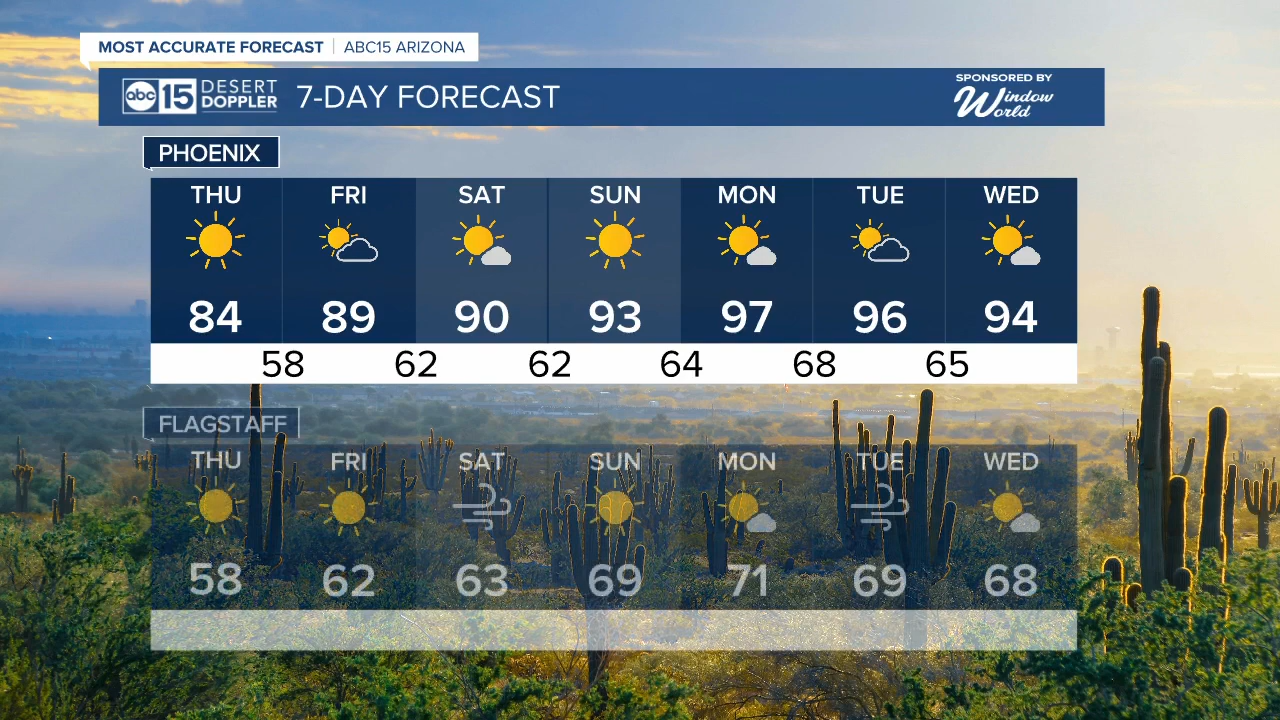 MOST ACCURATE FORECAST | ABC15 ARIZONA
abc 15 DESERT DOPPLER 7-DAY FORECAST
SPONSORED BY
Window World
PHOENIX
THU FRI SAT SUN MON TUE WED
84 89 90 93 97 96 94
58 62 62 64 68 65
FLAGSTAFF
THU FRI SAT SUN MON TUE WED
58 62 63 69 71 69 68